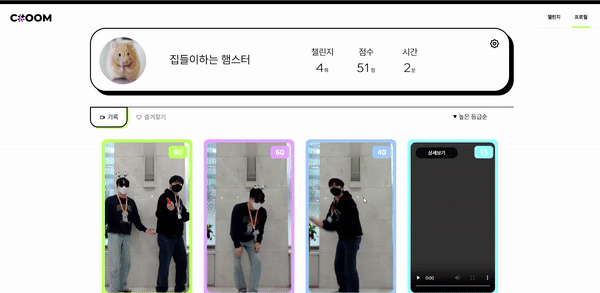 CHOOM
챌린지 프로필
집들이하는 햄스터
챌린지 점수 시간
4회 51점 2분
기록 즐겨찾기 ▼ 높은 등급순
90 60 40 상세보기 15
0:00